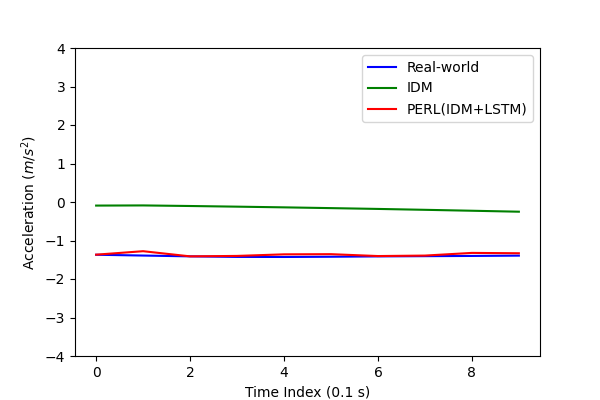 4
3
2
1
0
−1
−2
−3
−4
Acceleration (m/s²)
Real-world
IDM
PERL(IDM+LSTM)
0 2 4 6 8
Time Index (0.1 s)